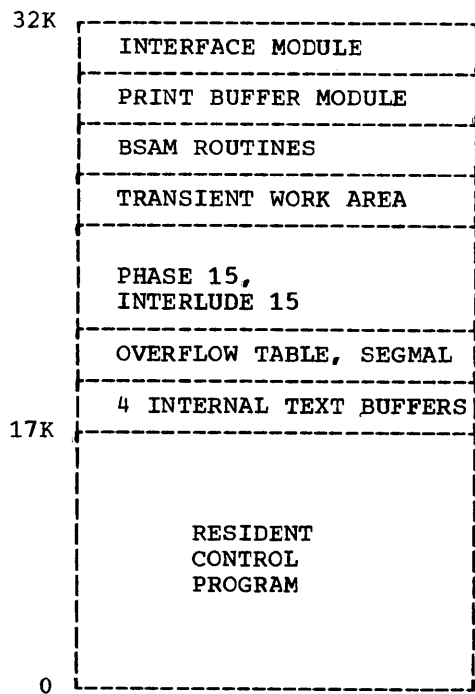 32K
INTERFACE MODULE
PRINT BUFFER MODULE
BSAM ROUTINES
TRANSIENT WORK AREA
PHASE 15,
INTERLUDE 15
OVERFLOW TABLE, SEGMAL
4 INTERNAL TEXT BUFFERS
17K
RESIDENT
CONTROL
PROGRAM
0